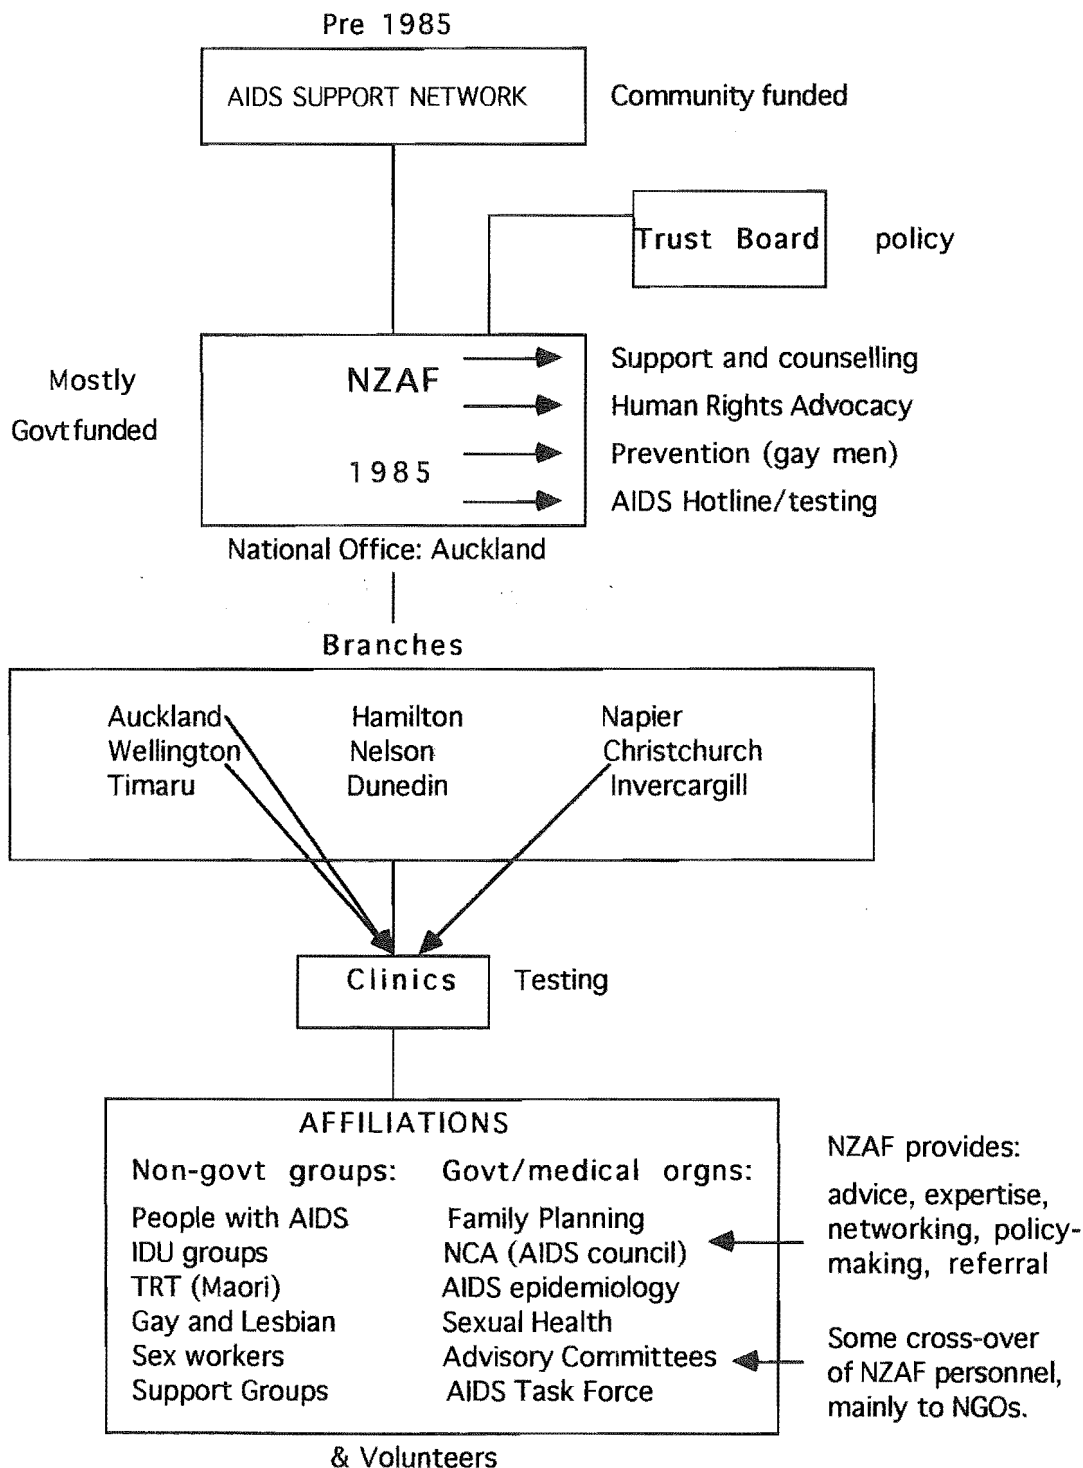 Pre 1985
AIDS SUPPORT NETWORK
Community funded
Trust Board
policy
Mostly
Govt funded
NZAF
1985
Support and counselling
Human Rights Advocacy
Prevention (gay men)
AIDS Hotline/testing
National Office: Auckland
Branches
Auckland Hamilton Napier
Wellington Nelson Christchurch
Timaru Dunedin Invercargill
Clinics
Testing
AFFILIATIONS
Non-govt groups: Govt/medical orgns:
People with AIDS Family Planning
IDU groups NCA (AIDS council)
TRT (Maori) AIDS epidemiology
Gay and Lesbian Sexual Health
Sex workers Advisory Committees
Support Groups AIDS Task Force
NZAF provides:
advice, expertise,
networking, policy-
making, referral
Some cross-over
of NZAF personnel,
mainly to NGOs.
& Volunteers